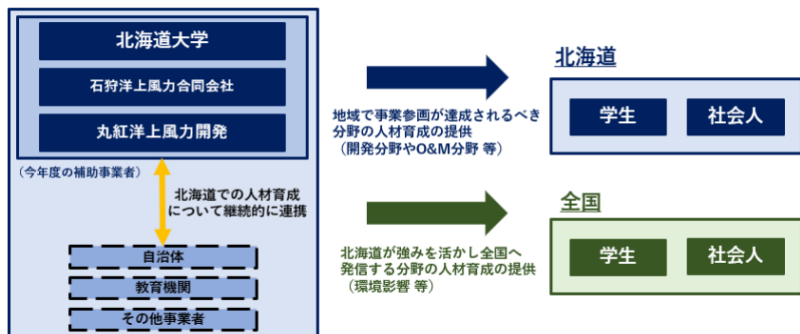 北海道大学
石狩洋上風力合同会社
丸紅洋上風力開発
（今年度の補助事業者）
北海道での人材育成
について継続的に連携
自治体
教育機関
その他事業者
地域で事業参画が達成されるべき
分野の人材育成の提供
（開発分野やO&M分野 等）
北海道
学生
社会人
北海道が強みを活かし全国へ
発信する分野の人材育成の提供
（環境影響 等）
全国
学生
社会人